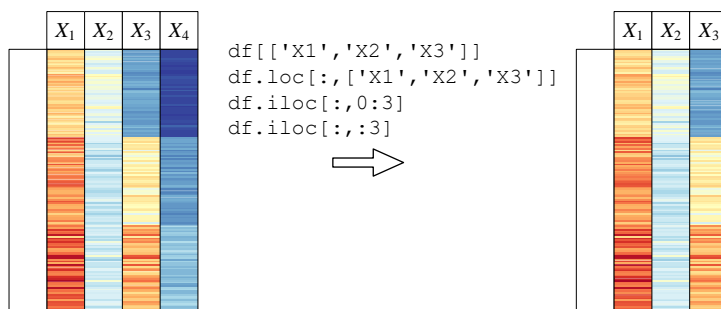 X1 X2 X3 X4
df[['X1','X2','X3']]
df.loc[:,['X1','X2','X3']]
df.iloc[:,0:3]
df.iloc[:,:3]
X1 X2 X3